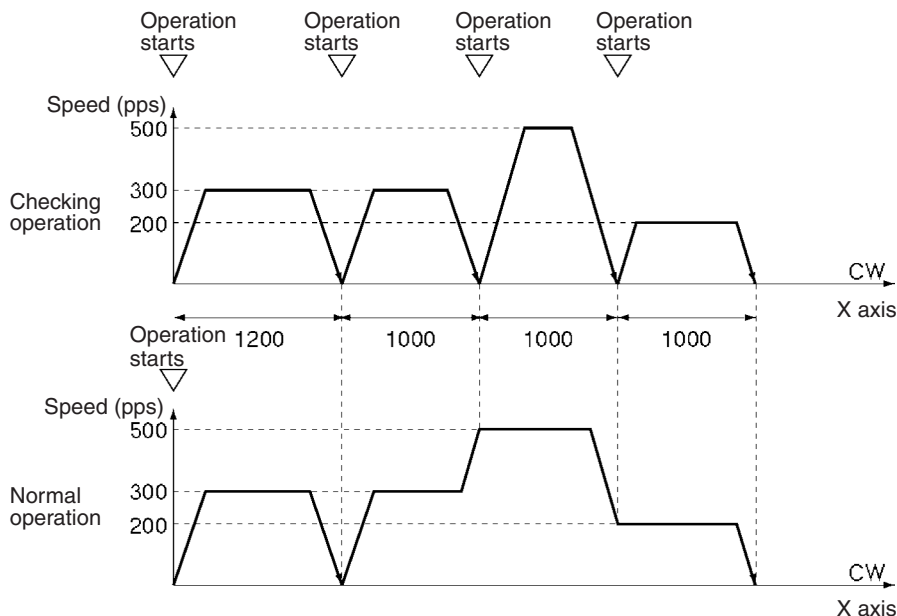 Operation starts
Operation starts
Operation starts
Operation starts
Speed (pps)
500
300
200
Checking operation
CW
X axis
1200
1000
1000
1000
Operation starts
Speed (pps)
500
300
200
Normal operation
CW
X axis